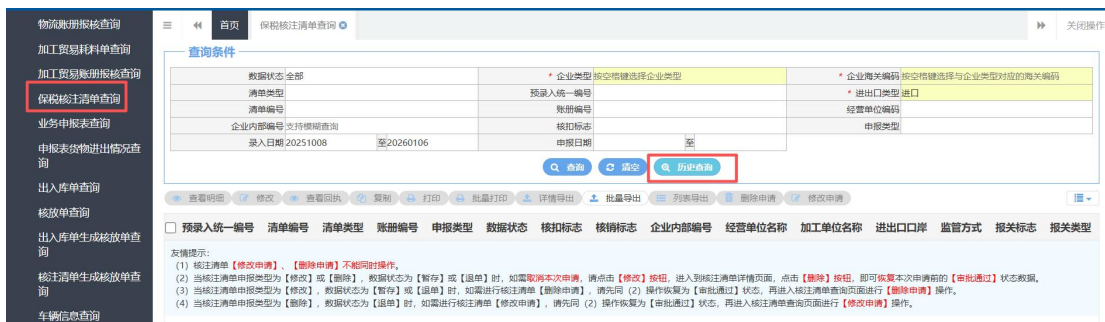 物流账册报核查询
加工贸易耗料单查询
加工贸易账册报核查询
保税核注清单查询
业务申报表查询
申报表货物进出情况查
询
出入库单查询
核放单查询
出入库单生成核放单查
询
核注清单生成核放单查
询
车辆信息查询
首页 保税核注清单查询 关闭操作
查询条件
数据状态 全部 * 企业类型 按空格键选择企业类型 * 企业海关编码 按空格键选择与企业类型对应的海关编码
清单类型 预录入统一编号 * 进出口类型 进口
清单编号 账册编号 经营单位编码
企业内部编号 支持模糊查询 核扣标志 申报类型
录入日期 20251008 至 20260106 申报日期 至
查询 清空 历史查询
查看明细 修改 查看回执 复制 打印 批量打印 详情导出 批量导出 列表导出 删除申请 修改申请
预录入统一编号 清单编号 清单类型 账册编号 申报类型 数据状态 核扣标志 核销标志 企业内部编号 经营单位名称 加工单位名称 进出口口岸 监管方式 报关标志 报关类型
友情提示：
(1) 核注清单【修改申请】、【删除申请】不能同时操作。
(2) 当核注清单申报类型为【修改】或【删除】，数据状态为【暂存】或【退单】时，如需取消本次申请，请点击【修改】按钮，进入到核注清单详情页面，点击【删除】按钮，即可恢复本次申请前的【审批通过】状态数据。
(3) 当核注清单申报类型为【修改】，数据状态为【暂存】或【退单】时，如需进行核注清单【删除申请】，请先同（2）操作恢复为【审批通过】状态，再进入核注清单查询页面进行【删除申请】操作。
(4) 当核注清单申报类型为【删除】，数据状态为【退单】时，如需进行核注清单【修改申请】，请先同（2）操作恢复为【审批通过】状态，再进入核注清单查询页面进行【修改申请】操作。